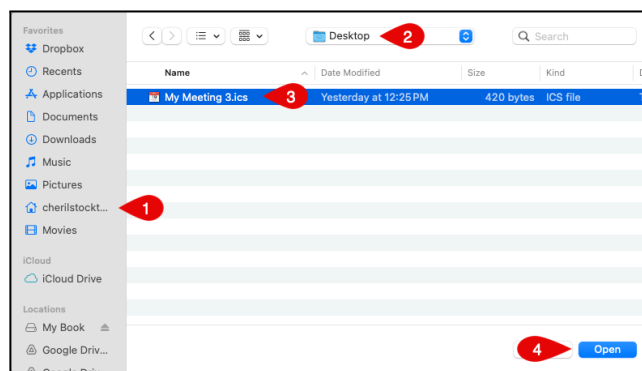 Favorites
Dropbox
Recents
Applications
Documents
Downloads
Music
Pictures
cherilstockt...
1
Movies
iCloud
iCloud Drive
Locations
My Book
Google Driv...
Desktop
2
Search
Name
Date Modified
Size
Kind
My Meeting 3.ics
3
Yesterday at 12:25 PM
420 bytes
ICS file
4
Open